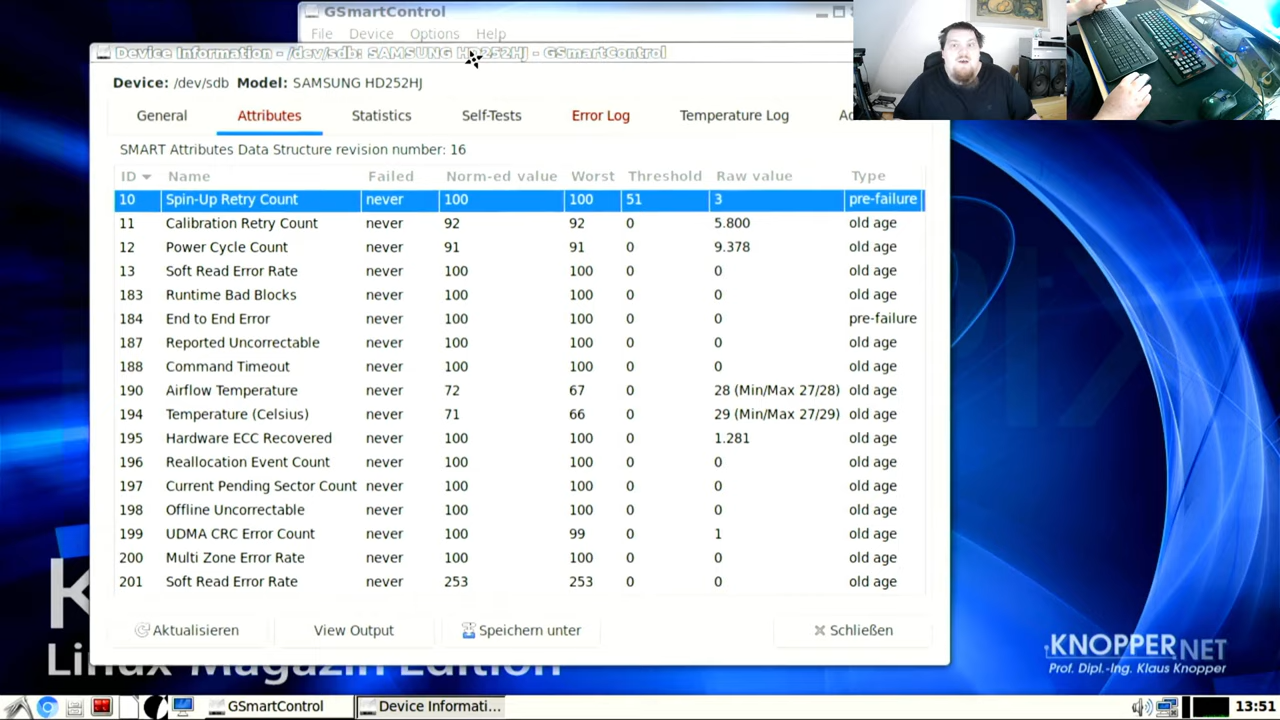 GSmartControl
File Device Options Help
Device Information - /dev/sdb: SAMSUNG HD252HJ - GSmartControl
Device: /dev/sdb Model: SAMSUNG HD252HJ
General Attributes Statistics Self-Tests Error Log Temperature Log
SMART Attributes Data Structure revision number: 16
ID Name Failed Norm-ed value Worst Threshold Raw value Type
10 Spin-Up Retry Count never 100 100 51 3 pre-failure
11 Calibration Retry Count never 92 92 0 5.800 old age
12 Power Cycle Count never 91 91 0 9.378 old age
13 Soft Read Error Rate never 100 100 0 0 old age
183 Runtime Bad Blocks never 100 100 0 0 old age
184 End to End Error never 100 100 0 0 pre-failure
187 Reported Uncorrectable never 100 100 0 0 old age
188 Command Timeout never 100 100 0 0 old age
190 Airflow Temperature never 72 67 0 28 (Min/Max 27/28) old age
194 Temperature (Celsius) never 71 66 0 29 (Min/Max 27/29) old age
195 Hardware ECC Recovered never 100 100 0 1.281 old age
196 Reallocation Event Count never 100 100 0 0 old age
197 Current Pending Sector Count never 100 100 0 0 old age
198 Offline Uncorrectable never 100 100 0 0 old age
199 UDMA CRC Error Count never 100 99 0 1 old age
200 Multi Zone Error Rate never 100 100 0 0 old age
201 Soft Read Error Rate never 253 253 0 0 old age
Aktualisieren View Output Speichern unter Schließen
KNOPPER.NET
Prof. Dipl.-Ing. Klaus Knopper
Linux Magazin Edition
GSmartControl Device Informati... 13:51